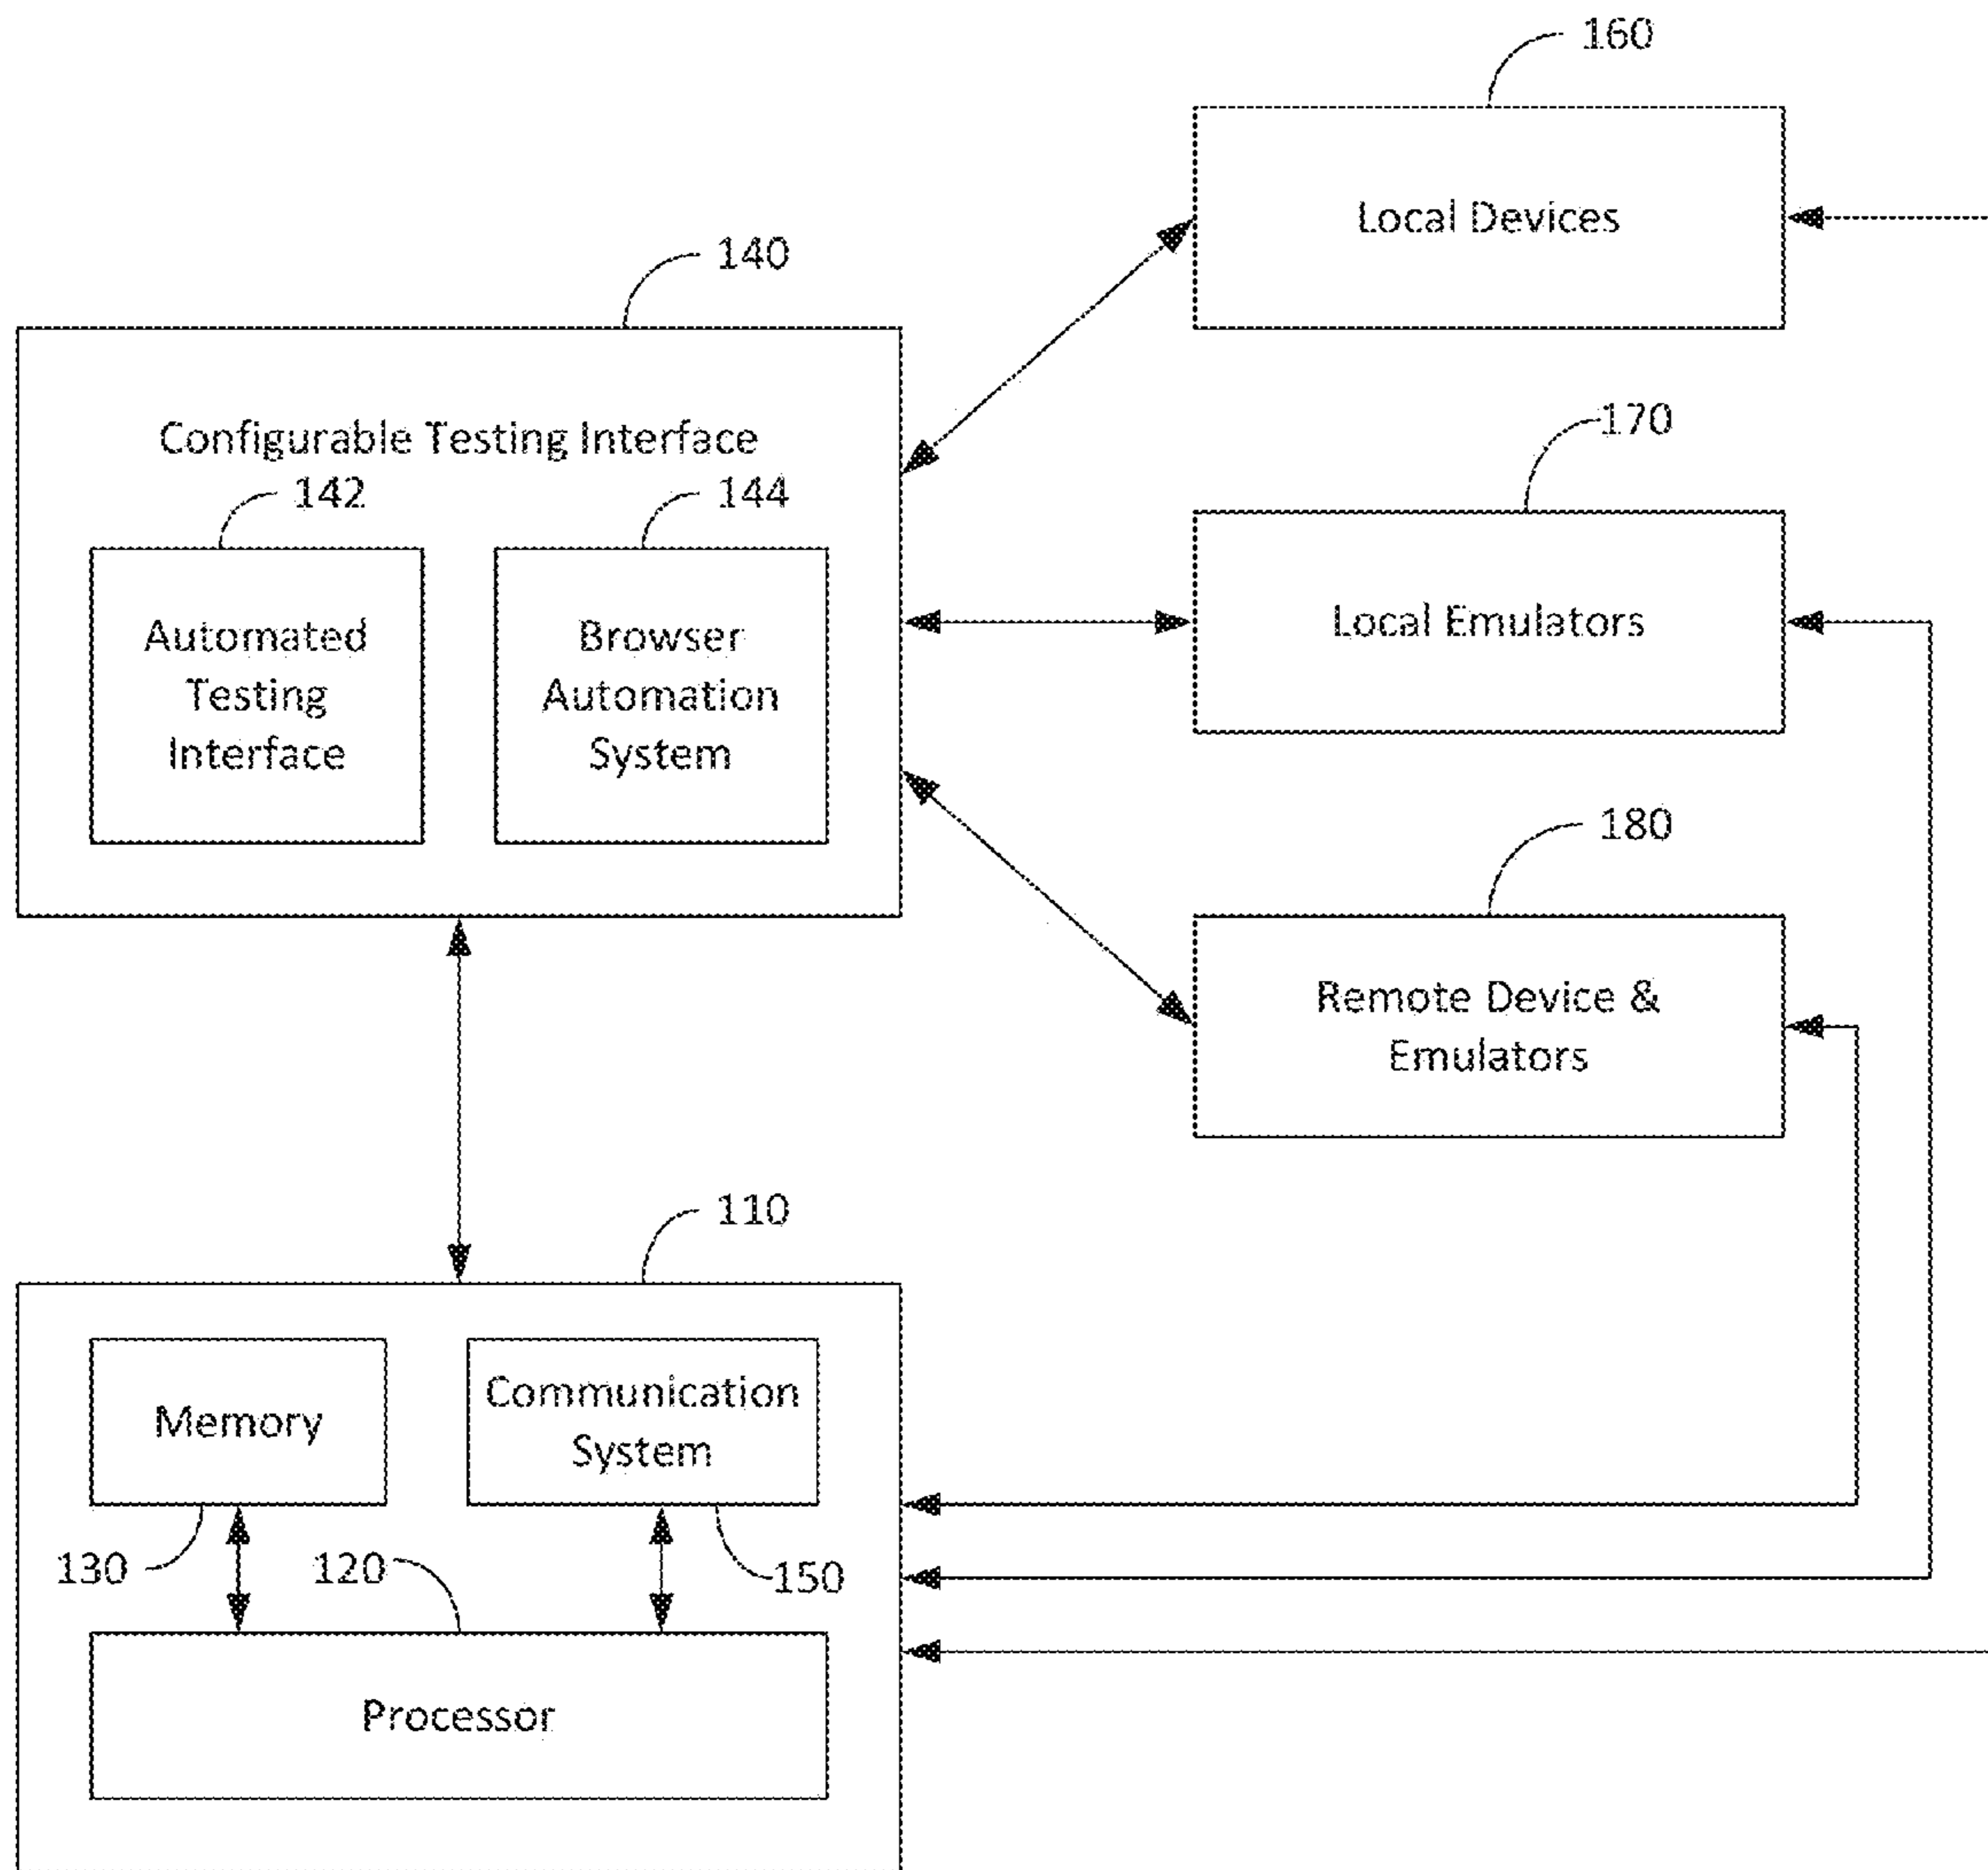 160
Local Devices
140
Configurable Testing Interface
142
144
Automated
Testing
Interface
Browser
Automation
System
170
Local Emulators
180
Remote Device &
Emulators
110
Memory
Communication
System
130
120
150
Processor